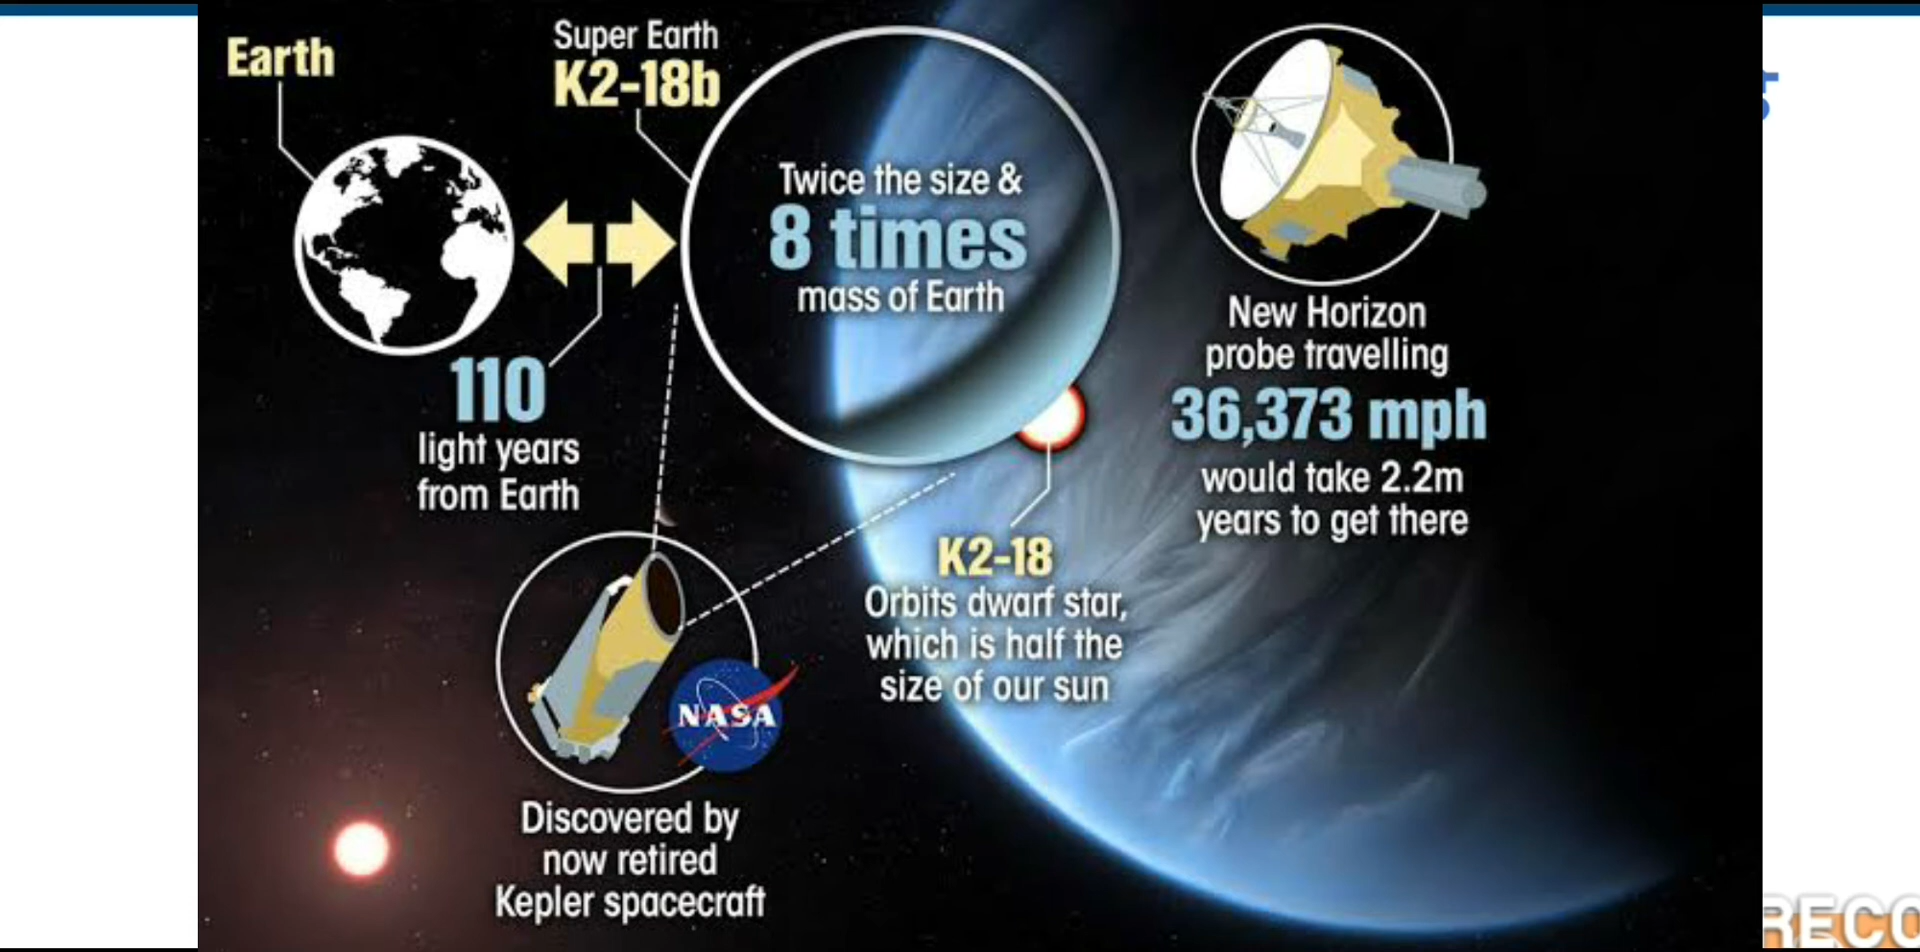 Earth
Super Earth
K2-18b
Twice the size &
8 times
mass of Earth
110
light years
from Earth
New Horizon
probe travelling
36,373 mph
would take 2.2m
years to get there
K2-18
Orbits dwarf star,
which is half the
size of our sun
NASA
Discovered by
now retired
Kepler spacecraft
RECO